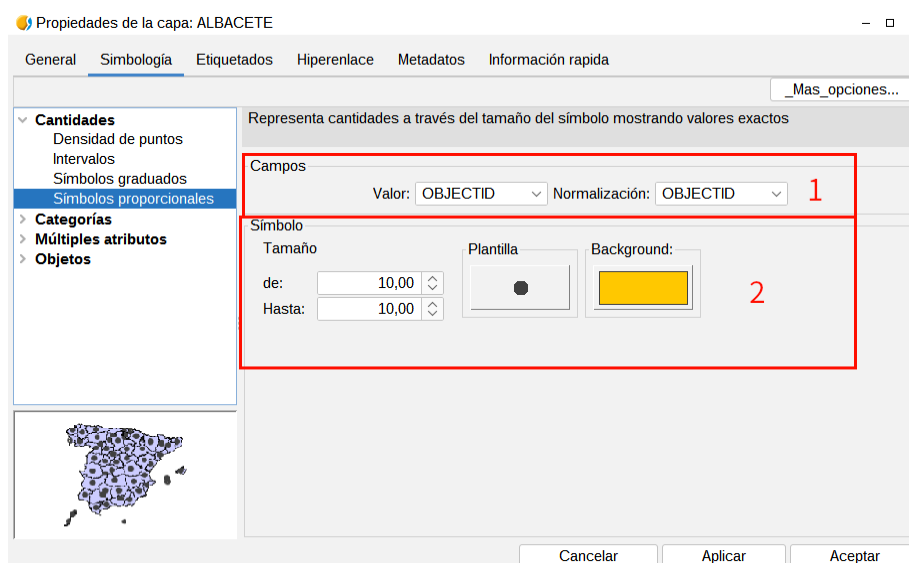 Propiedades de la capa: ALBACETE
General Simbología Etiquetados Hiperenlace Metadatos Información rapida
_Mas_opciones...
Cantidades
Densidad de puntos
Intervalos
Símbolos graduados
Símbolos proporcionales
Categorías
Múltiples atributos
Objetos
Representa cantidades a través del tamaño del símbolo mostrando valores exactos
Campos
Valor: OBJECTID Normalización: OBJECTID 1
Símbolo
Tamaño Plantilla Background:
de: 10,00
Hasta: 10,00
2
Cancelar Aplicar Aceptar